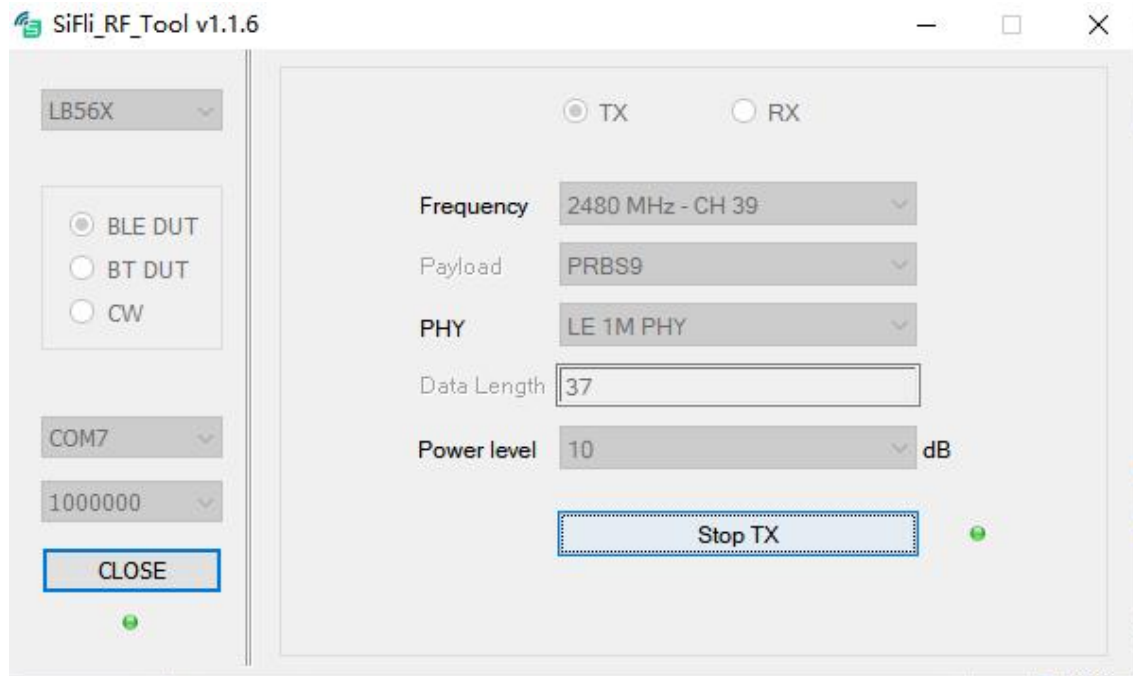 SiFli_RF_Tool v1.1.6
LB56X
BLE DUT
BT DUT
CW
COM7
1000000
CLOSE
TX RX
Frequency 2480 MHz - CH 39
Payload PRBS9
PHY LE 1M PHY
Data Length 37
Power level 10 dB
Stop TX